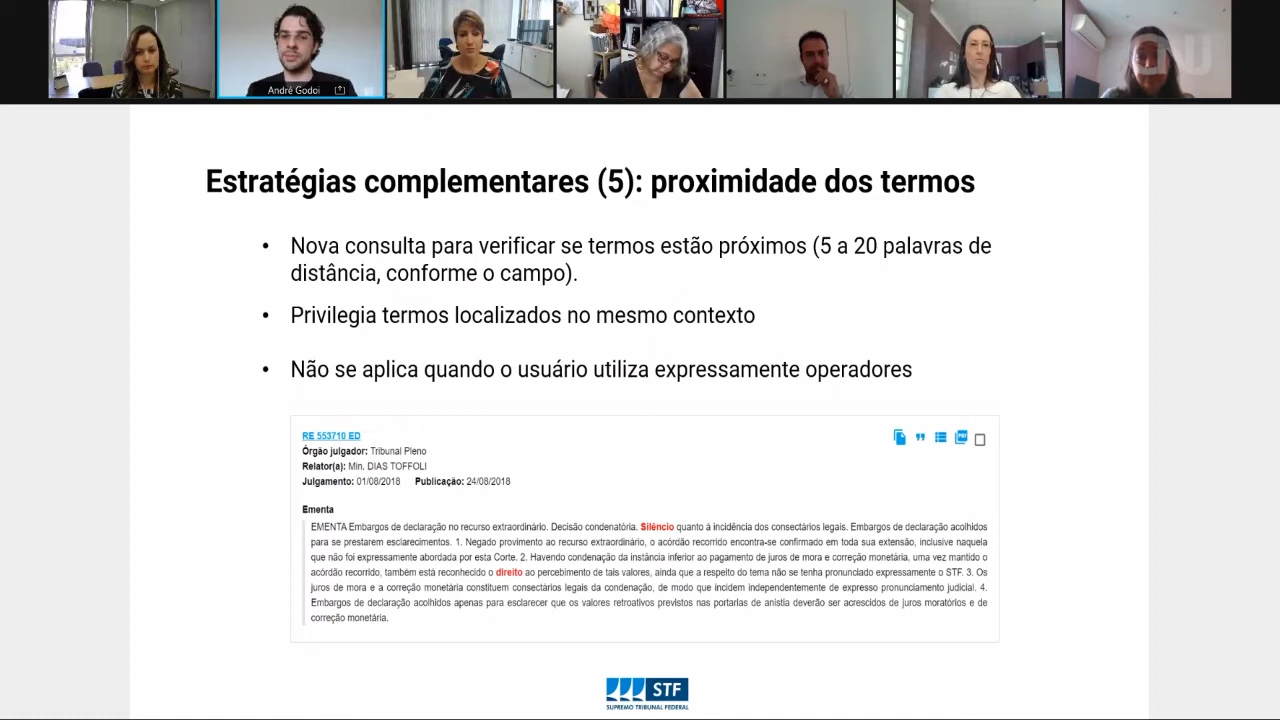 André Godoi
Estratégias complementares (5): proximidade dos termos
• Nova consulta para verificar se termos estão próximos (5 a 20 palavras de
distância, conforme o campo).
• Privilegia termos localizados no mesmo contexto
• Não se aplica quando o usuário utiliza expressamente operadores
RE 553710 ED
Órgão julgador: Tribunal Pleno
Relator(a): Min. DIAS TOFFOLI
Julgamento: 01/08/2018 Publicação: 24/08/2018
Ementa
EMENTA Embargos de declaração no recurso extraordinário. Decisão condenatória. Silêncio quanto à incidência dos consectários legais. Embargos de declaração acolhidos
para se prestarem esclarecimentos. 1. Negado provimento ao recurso extraordinário, o acórdão recorrido encontra-se confirmado em toda sua extensão, inclusive naquela
que não foi expressamente abordada por esta Corte. 2. Havendo condenação da instância inferior ao pagamento de juros de mora e correção monetária, uma vez mantido o
acórdão recorrido, também está reconhecido o direito ao percebimento de tais valores, ainda que a respeito do tema não se tenha pronunciado expressamente o STF. 3. Os
juros de mora e a correção monetária constituem consectários legais da condenação, de modo que incidem independentemente de expresso pronunciamento judicial. 4.
Embargos de declaração acolhidos apenas para esclarecer que os valores retroativos previstos nas portarias de anistia deverão ser acrescidos de juros moratórios e de
correção monetária.
STF
SUPREMO TRIBUNAL FEDERAL